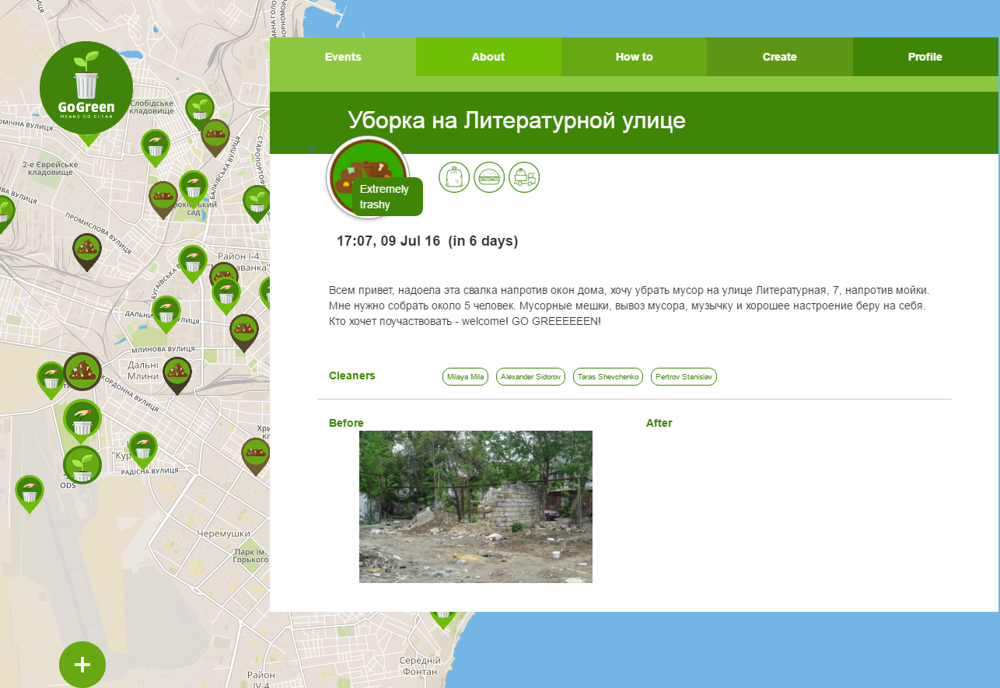 Events
About
How to
Create
Profile
GoGreen
MEANS GO CLEAN
Уборка на Литературной улице
x
Extremely
trashy
17:07, 09 Jul 16 (in 6 days)
Всем привет, надоела эта свалка напротив окон дома, хочу убрать мусор на улице Литературная, 7, напротив мойки.
Мне нужно собрать около 5 человек. Мусорные мешки, вывоз мусора, музычку и хорошее настроение беру на себя.
Кто хочет поучаствовать - welcome! GO GREEEEEEN!
Cleaners
Milaya Mila
Alexander Sidorov
Taras Shevchenko
Pertrov Stanislav
Before
After
Слобідське
кладовище
2-е Єврейське
кладовище
БАЛКІВСЬКА ВУЛИЦЯ
СТАРОПОРТОФ
сад
ПРОМИСЛОВА ВУЛИЦЯ
Район І-4
БУГАЇВСЬКА
МЛИНОВА ВУЛИЦЯ
Дальні
Млини
КОРДОННА ВУЛИЦЯ
"Кур
РАДІСНА ВУЛИЦЯ
ODS
Черемушки
Парк ім.
Горького
Район
IV-4
Середній
Фонтан
+